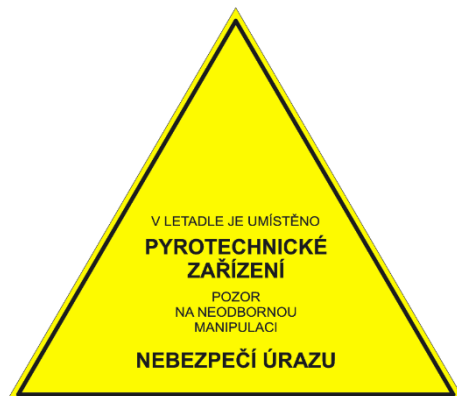 V LETADLE JE UMÍSTĚNO
PYROTECHNICKÉ
ZAŘÍZENÍ
POZOR
NA NEODBORNOU
MANIPULACI
NEBEZPEČÍ ÚRAZU